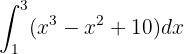 ∫₁³(x³ − x² + 10)dx